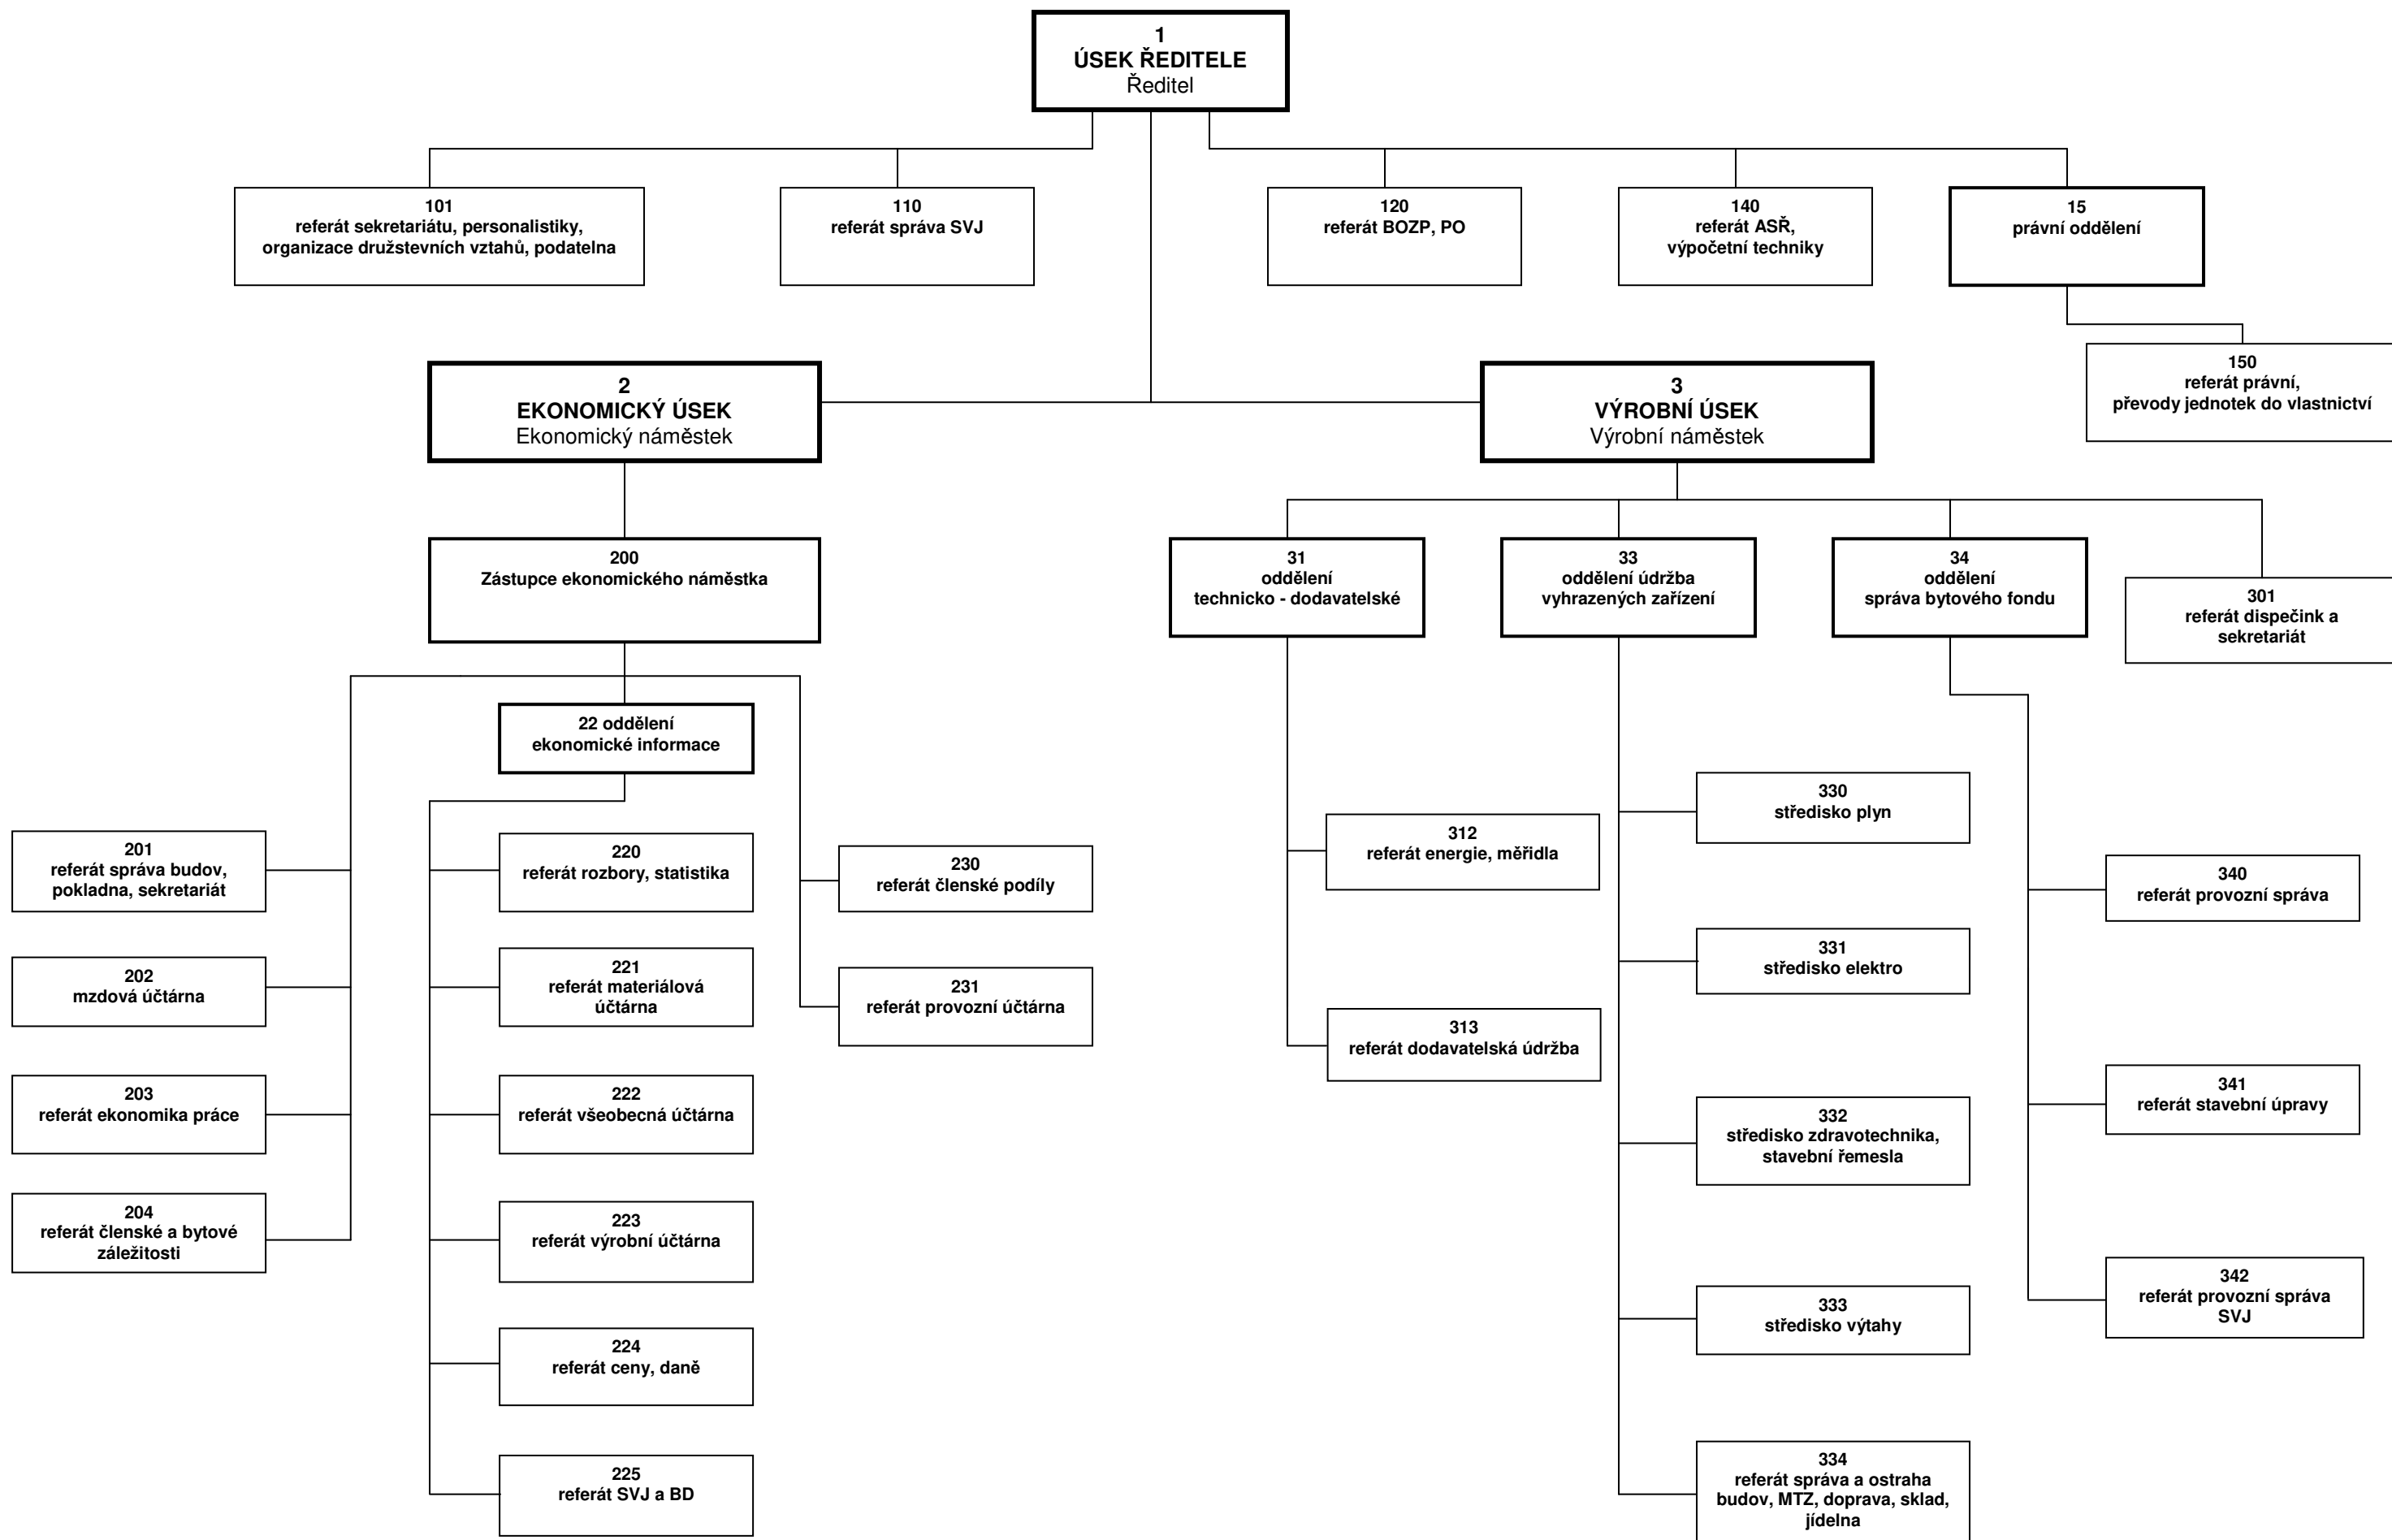 1
ÚSEK ŘEDITELE
Ředitel
101
referát sekretariátu, personalistiky,
organizace družstevních vztahů, podatelna
110
referát správa SVJ
120
referát BOZP, PO
140
referát ASŘ,
výpočetní techniky
15
právní oddělení
150
referát právní,
převody jednotek do vlastnictví
2
EKONOMICKÝ ÚSEK
Ekonomický náměstek
3
VÝROBNÍ ÚSEK
Výrobní náměstek
200
Zástupce ekonomického náměstka
31
oddělení
technicko - dodavatelské
33
oddělení údržba
vyhrazených zařízení
34
oddělení
správa bytového fondu
301
referát dispečink a
sekretariát
22 oddělení
ekonomické informace
201
referát správa budov,
pokladna, sekretariát
202
mzdová účtárna
203
referát ekonomika práce
204
referát členské a bytové
záležitosti
220
referát rozbory, statistika
221
referát materiálová
účtárna
222
referát všeobecná účtárna
223
referát výrobní účtárna
224
referát ceny, daně
225
referát SVJ a BD
230
referát členské podíly
231
referát provozní účtárna
312
referát energie, měřidla
313
referát dodavatelská údržba
330
středisko plyn
331
středisko elektro
332
středisko zdravotechnika,
stavební řemesla
333
středisko výtahy
334
referát správa a ostraha
budov, MTZ, doprava, sklad,
jídelna
340
referát provozní správa
341
referát stavební úpravy
342
referát provozní správa
SVJ